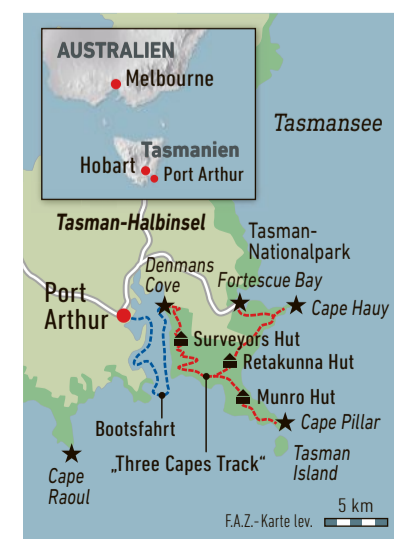 AUSTRALIEN
Melbourne
Tasmansee
Tasmanien
Hobart
Port Arthur
Tasman-Halbinsel
Tasman-
Nationalpark
Denmans
Cove
Fortescue Bay
Port
Arthur
Cape Hauy
Surveyors Hut
Retakunna Hut
Munro Hut
Bootsfahrt
Cape Pillar
„Three Capes Track“
Tasman
Island
Cape
Raoul
5 km
F.A.Z.-Karte lev.